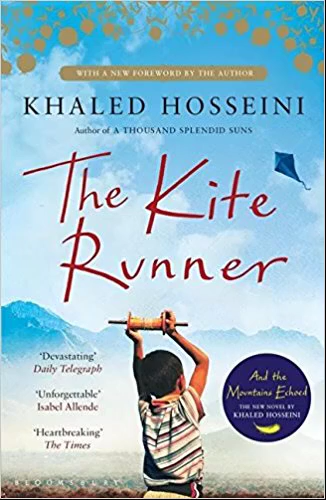 WITH A NEW FOREWORD BY THE AUTHOR
KHALED HOSSEINI
Author of A THOUSAND SPLENDID SUNS
The Kite
Runner
'Devastating'
Daily Telegraph
'Unforgettable'
Isabel Allende
'Heartbreaking'
The Times
And the
Mountains Echoed
THE NEW NOVEL BY
KHALED HOSSEINI
BLOOMSBURY